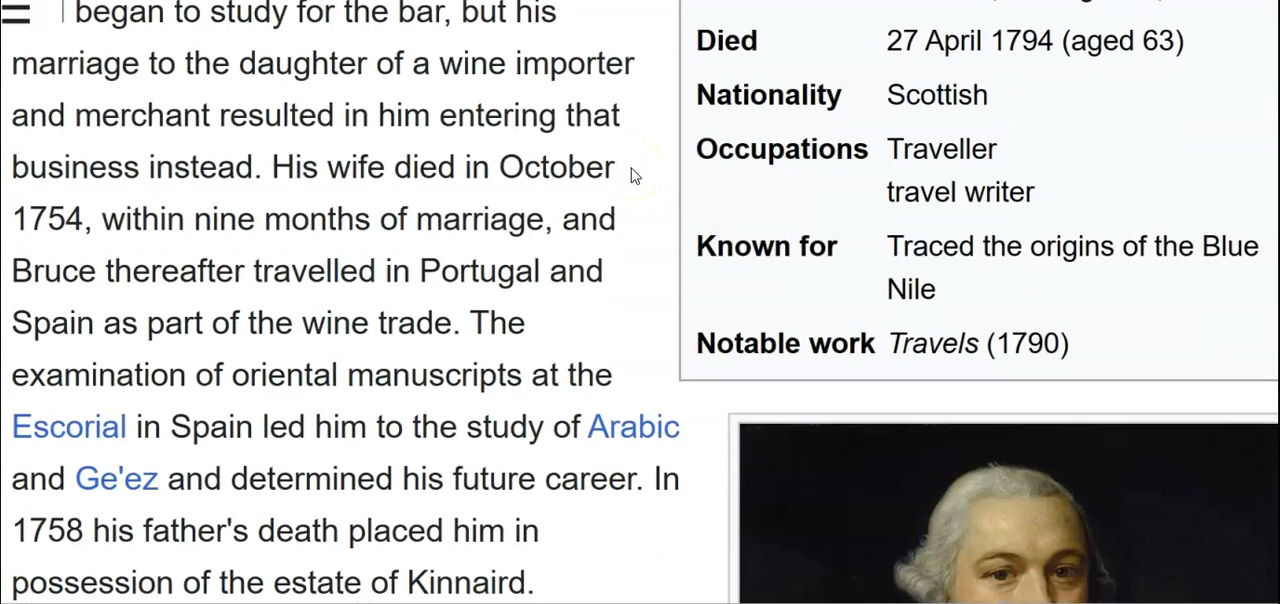 began to study for the bar, but his
marriage to the daughter of a wine importer
and merchant resulted in him entering that
business instead. His wife died in October
1754, within nine months of marriage, and
Bruce thereafter travelled in Portugal and
Spain as part of the wine trade. The
examination of oriental manuscripts at the
Escorial in Spain led him to the study of Arabic
and Ge'ez and determined his future career. In
1758 his father's death placed him in
possession of the estate of Kinnaird.
Died 27 April 1794 (aged 63)
Nationality Scottish
Occupations Traveller
travel writer
Known for Traced the origins of the Blue
Nile
Notable work Travels (1790)